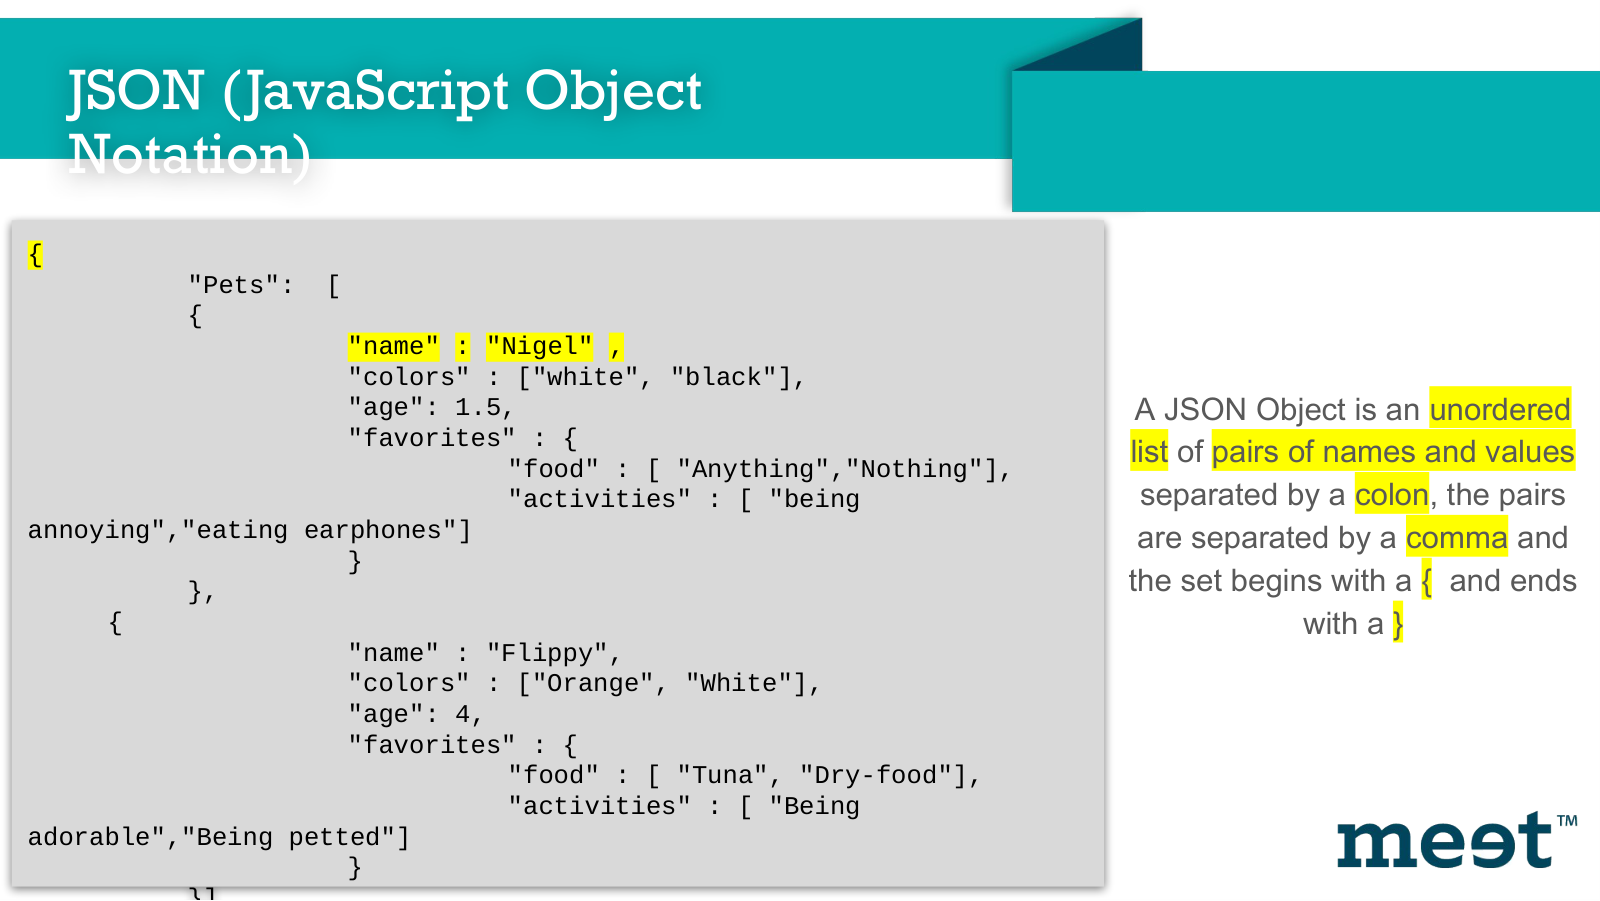 JSON (JavaScript Object
Notation)
{
"Pets":  [
{
"name" : "Nigel" ,
"colors" : ["white", "black"],
"age": 1.5,
"favorites" : {
"food" : [ "Anything","Nothing"],
"activities" : [ "being
annoying","eating earphones"]
}
},
{
"name" : "Flippy",
"colors" : ["Orange", "White"],
"age": 4,
"favorites" : {
"food" : [ "Tuna", "Dry-food"],
"activities" : [ "Being
adorable","Being petted"]
}
}]
A JSON Object is an unordered
list of pairs of names and values
separated by a colon, the pairs
are separated by a comma and
the set begins with a {  and ends
with a }
meet™